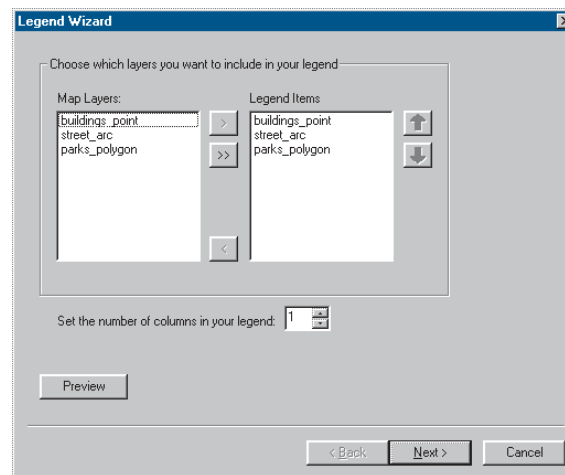 Legend Wizard
Choose which layers you want to include in your legend
Map Layers:
Legend Items
buildings_point
street_arc
parks_polygon
>
>>
<
buildings_point
street_arc
parks_polygon
Set the number of columns in your legend: 1
Preview
< Back
Next >
Cancel